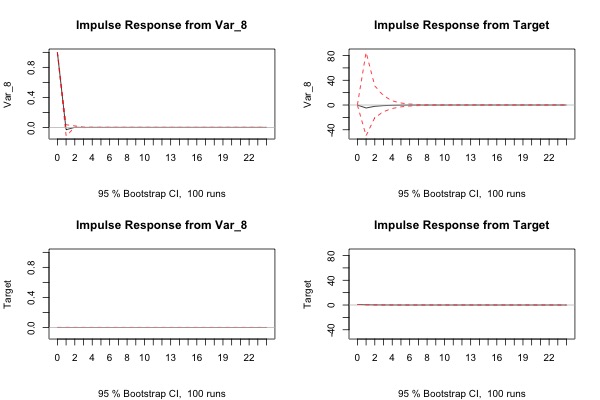 Impulse Response from Var_8
Var_8
0.0 0.4 0.8
0 2 4 6 8 10 13 16 19 22
95 % Bootstrap CI, 100 runs
Impulse Response from Target
Var_8
-40 0 40 80
0 2 4 6 8 10 13 16 19 22
95 % Bootstrap CI, 100 runs
Impulse Response from Var_8
Target
0.0 0.4 0.8
0 2 4 6 8 10 13 16 19 22
95 % Bootstrap CI, 100 runs
Impulse Response from Target
Target
-40 0 40 80
0 2 4 6 8 10 13 16 19 22
95 % Bootstrap CI, 100 runs